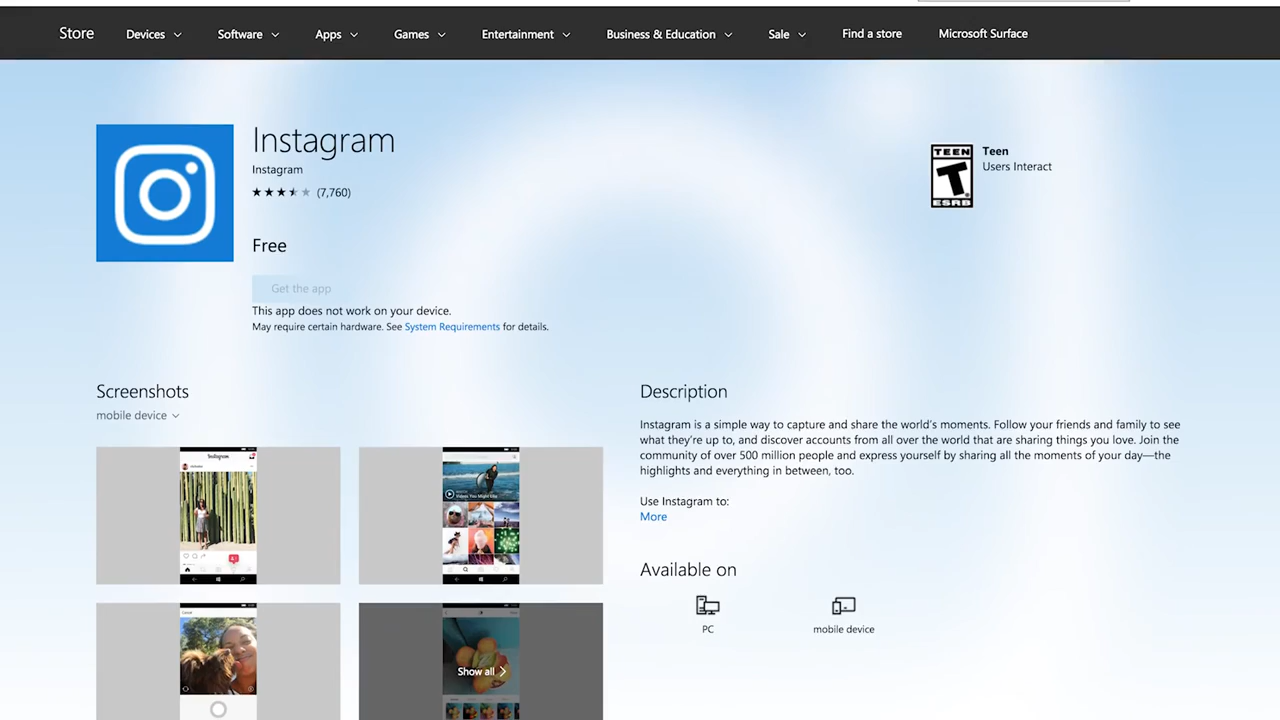 Store
Devices
Software
Apps
Games
Entertainment
Business & Education
Sale
Find a store
Microsoft Surface
Instagram
Instagram
(7,760)
Free
Get the app
This app does not work on your device.
May require certain hardware. See System Requirements for details.
TEEN
T
ESRB
Teen
Users Interact
Screenshots
mobile device
Instagram
Videos You Might Like
Show all
Description
Instagram is a simple way to capture and share the world's moments. Follow your friends and family to see
what they're up to, and discover accounts from all over the world that are sharing things you love. Join the
community of over 500 million people and express yourself by sharing all the moments of your day—the
highlights and everything in between, too.
Use Instagram to:
More
Available on
PC
mobile device